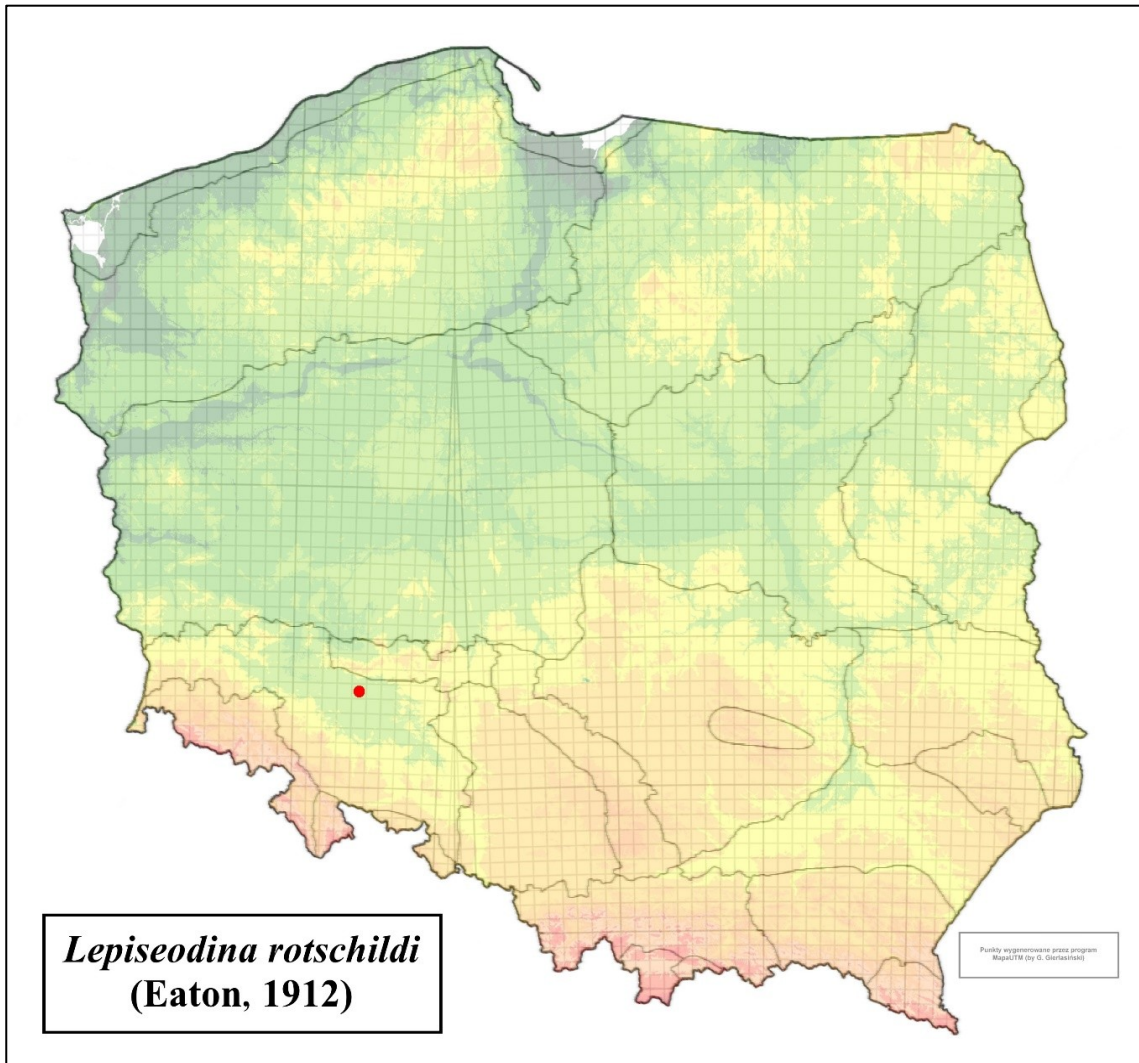 Lepiseodina rotschildi
(Eaton, 1912)
Punkty wygenerowane przez program
MapaUTM (by G. Gierlasiński)